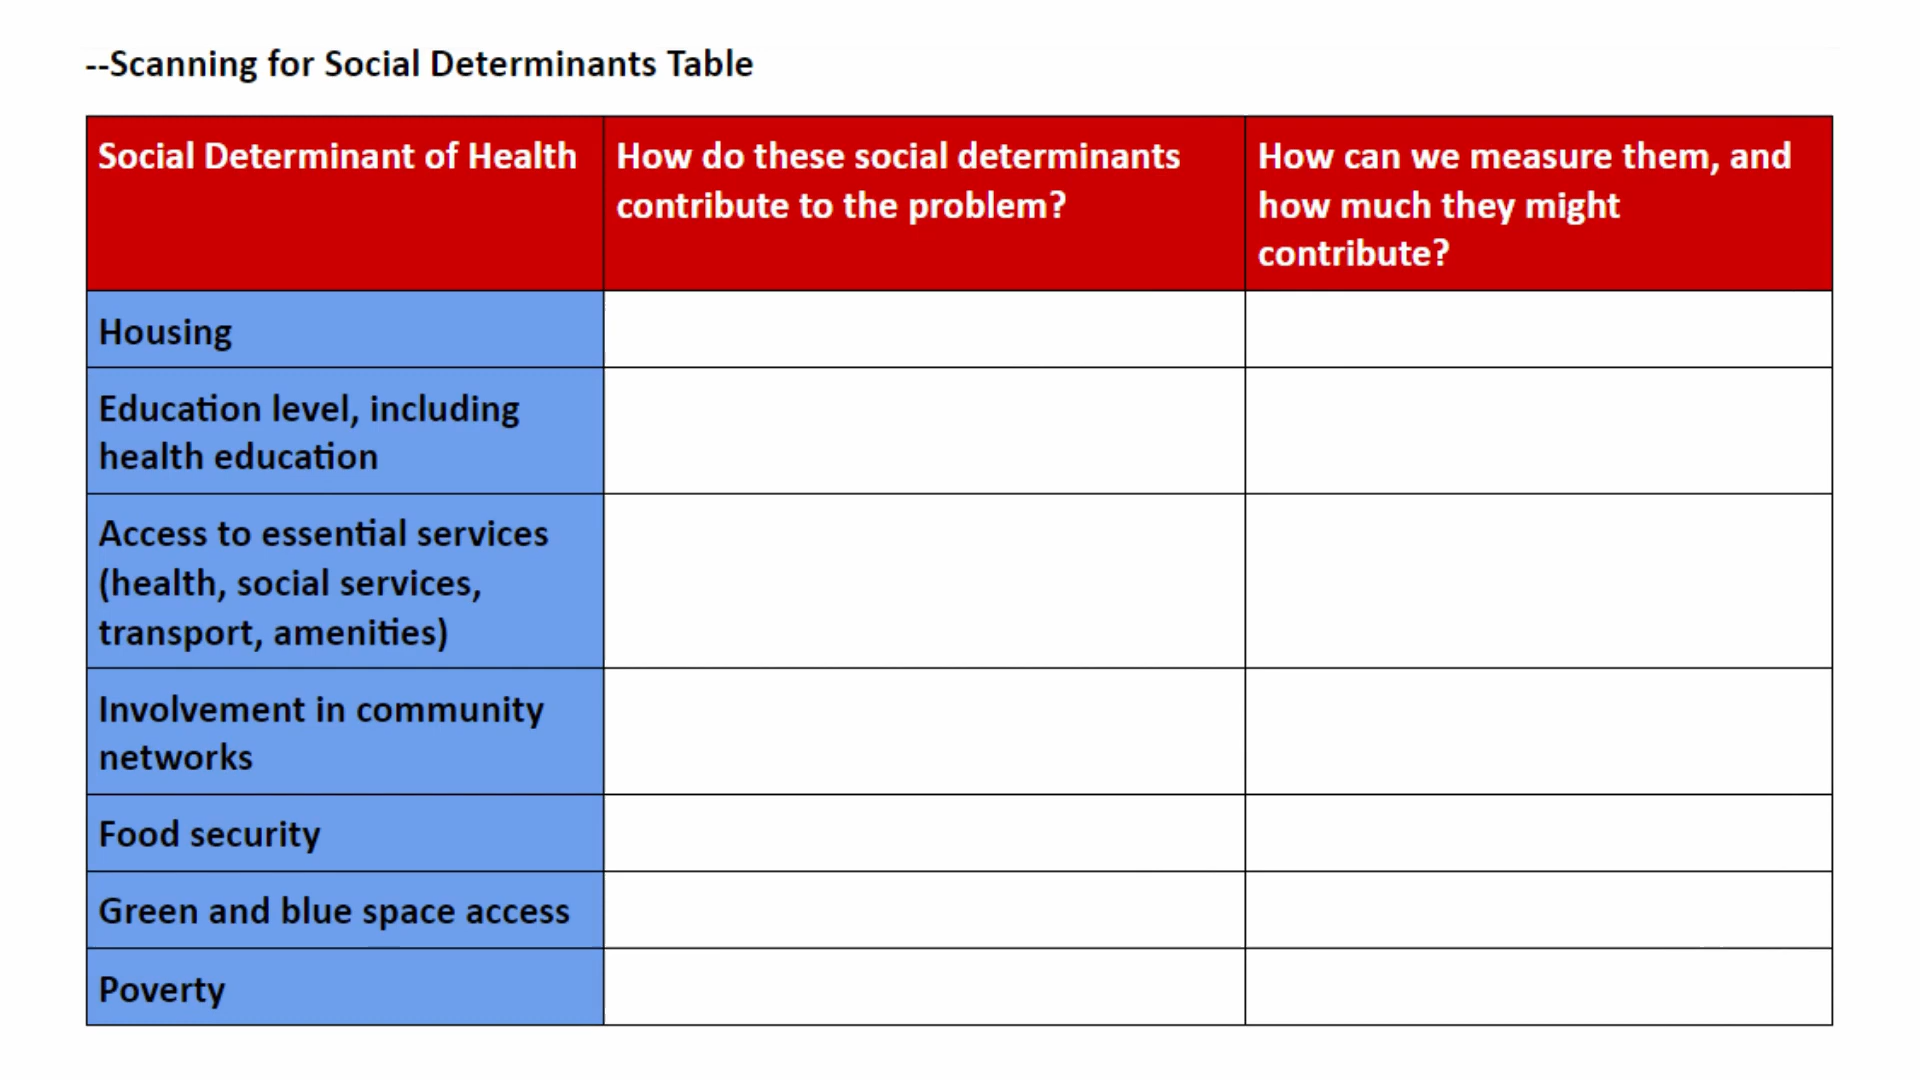 --Scanning for Social Determinants Table
Social Determinant of Health
How do these social determinants
contribute to the problem?
How can we measure them, and
how much they might
contribute?
Housing
Education level, including
health education
Access to essential services
(health, social services,
transport, amenities)
Involvement in community
networks
Food security
Green and blue space access
Poverty